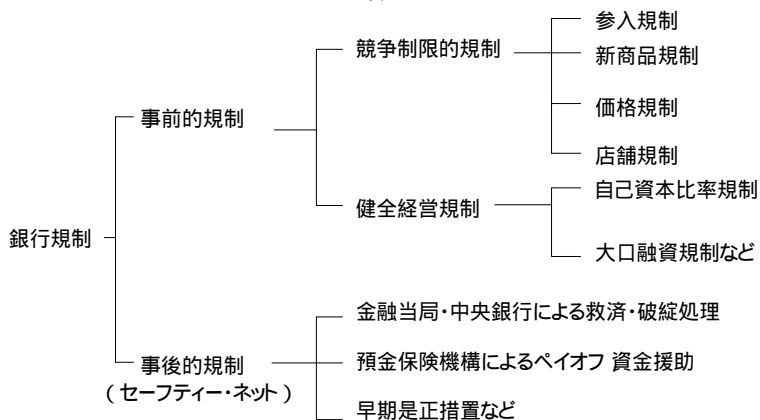 参入規制
競争制限的規制
新商品規制
事前的規制
価格規制
店舗規制
自己資本比率規制
健全経営規制
銀行規制
大口融資規制など
金融当局・中央銀行による救済・破綻処理
事後的規制
(セーフティー・ネット)
預金保険機構によるペイオフ 資金援助
早期是正措置など